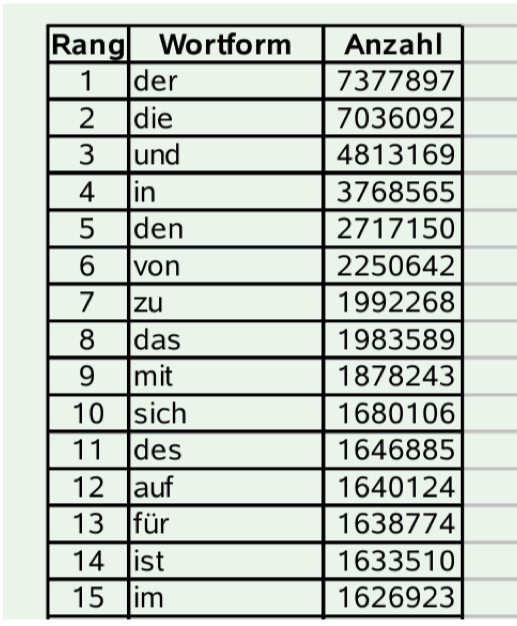 Rang Wortform Anzahl
1 der 7377897
2 die 7036092
3 und 4813169
4 in 3768565
5 den 2717150
6 von 2250642
7 zu 1992268
8 das 1983589
9 mit 1878243
10 sich 1680106
11 des 1646885
12 auf 1640124
13 für 1638774
14 ist 1633510
15 im 1626923